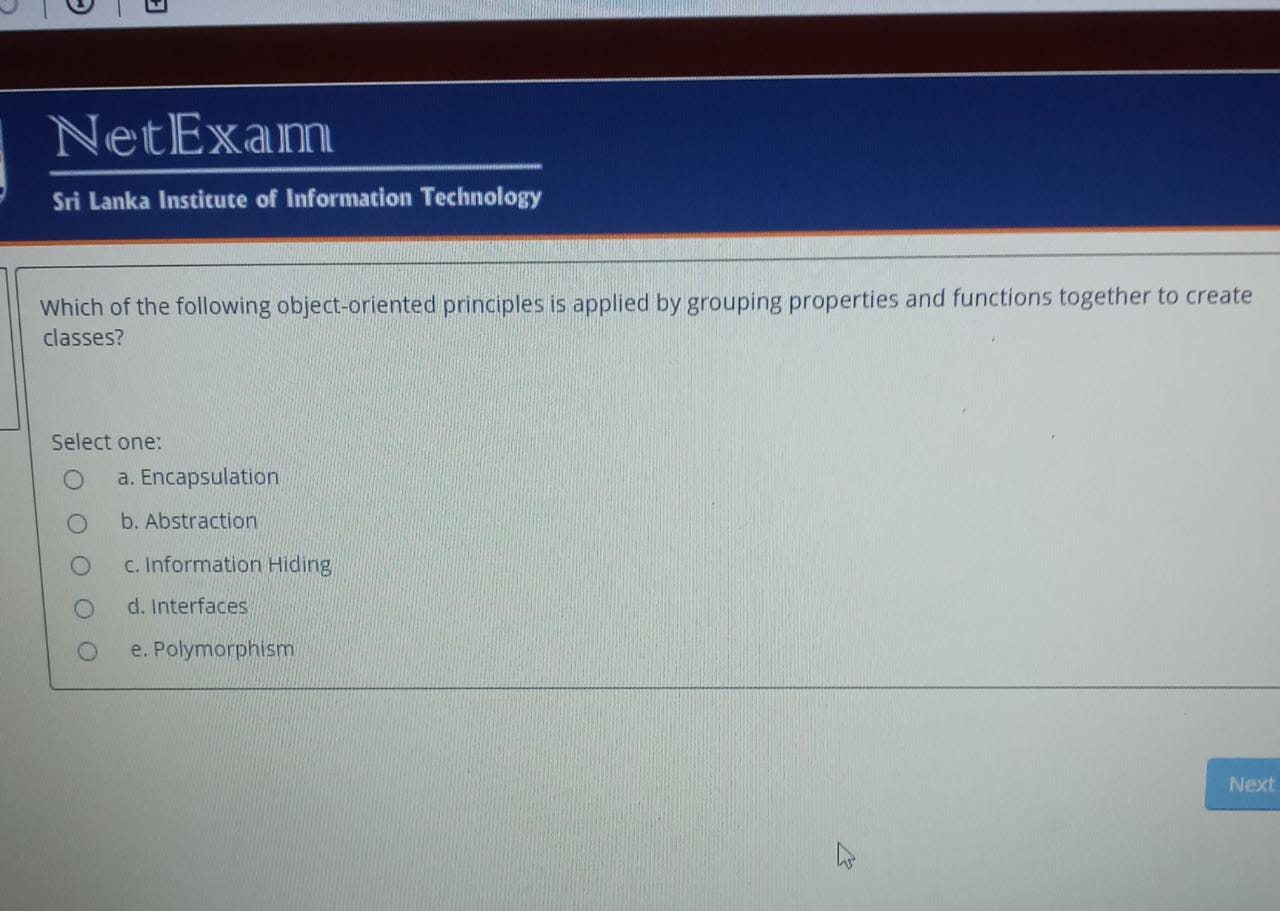 NetExam
Sri Lanka Institute of Information Technology
Which of the following object-oriented principles is applied by grouping properties and functions together to create
classes?
Select one:
a. Encapsulation
b. Abstraction
c. Information Hiding
d. Interfaces
e. Polymorphism
Next